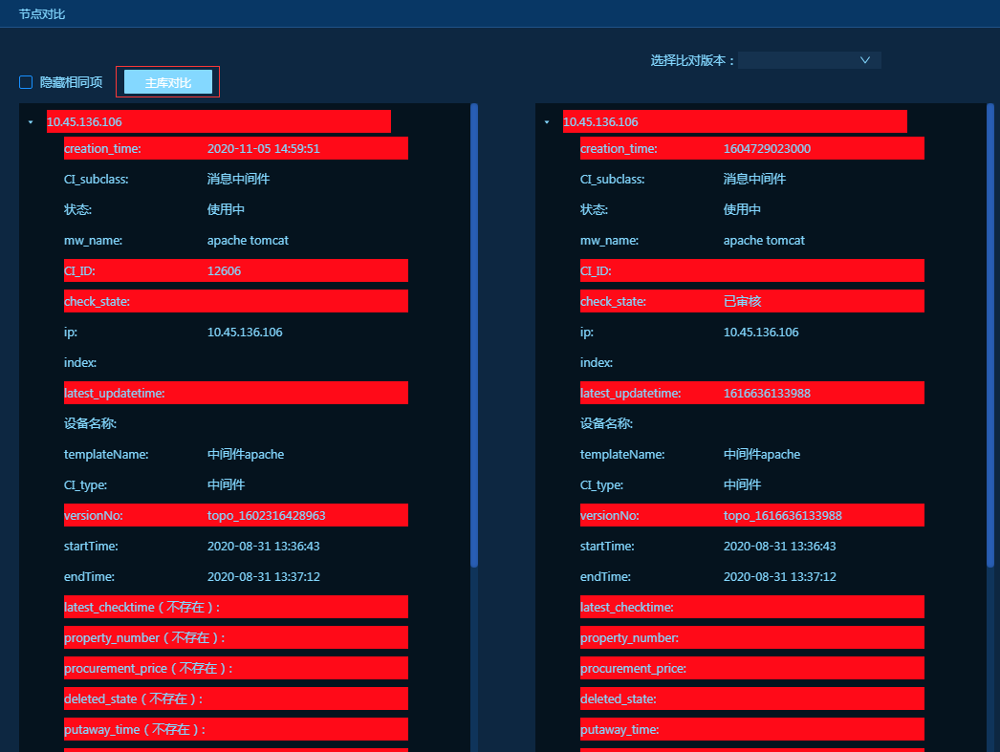 节点对比
选择比对版本：
隐藏相同项 主库对比
10.45.136.106
creation_time: 2020-11-05 14:59:51
CI_subclass: 消息中间件
状态: 使用中
mw_name: apache tomcat
CI_ID: 12606
check_state:
ip: 10.45.136.106
index:
latest_updatetime:
设备名称:
templateName: 中间件apache
CI_type: 中间件
versionNo: topo_1602316428963
startTime: 2020-08-31 13:36:43
endTime: 2020-08-31 13:37:12
latest_checktime（不存在）:
property_number（不存在）:
procurement_price（不存在）:
deleted_state（不存在）:
putaway_time（不存在）:
10.45.136.106
creation_time: 1604729023000
CI_subclass: 消息中间件
状态: 使用中
mw_name: apache tomcat
CI_ID:
check_state: 已审核
ip: 10.45.136.106
index:
latest_updatetime: 1616636133988
设备名称:
templateName: 中间件apache
CI_type: 中间件
versionNo: topo_1616636133988
startTime: 2020-08-31 13:36:43
endTime: 2020-08-31 13:37:12
latest_checktime:
property_number:
procurement_price:
deleted_state:
putaway_time: